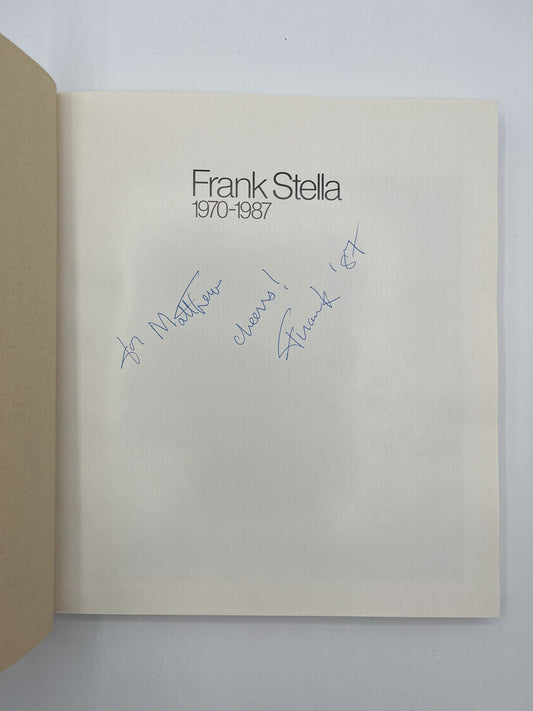 Frank Stella
1970-1987
for Matthew
cheers!
Frank '87